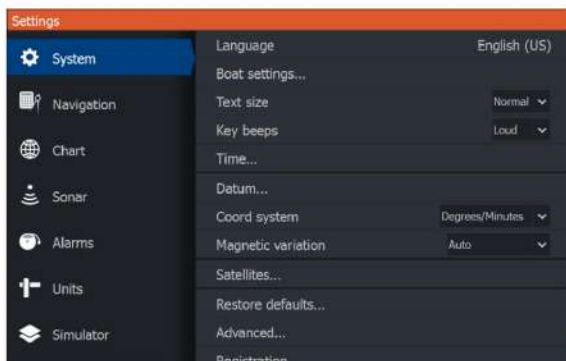 Settings
System
Navigation
Chart
Sonar
Alarms
Units
Simulator
Language English (US)
Boat settings...
Text size Normal
Key beeps Loud
Time...
Datum...
Coord system Degrees/Minutes
Magnetic variation Auto
Satellites...
Restore defaults...
Advanced...
Registration